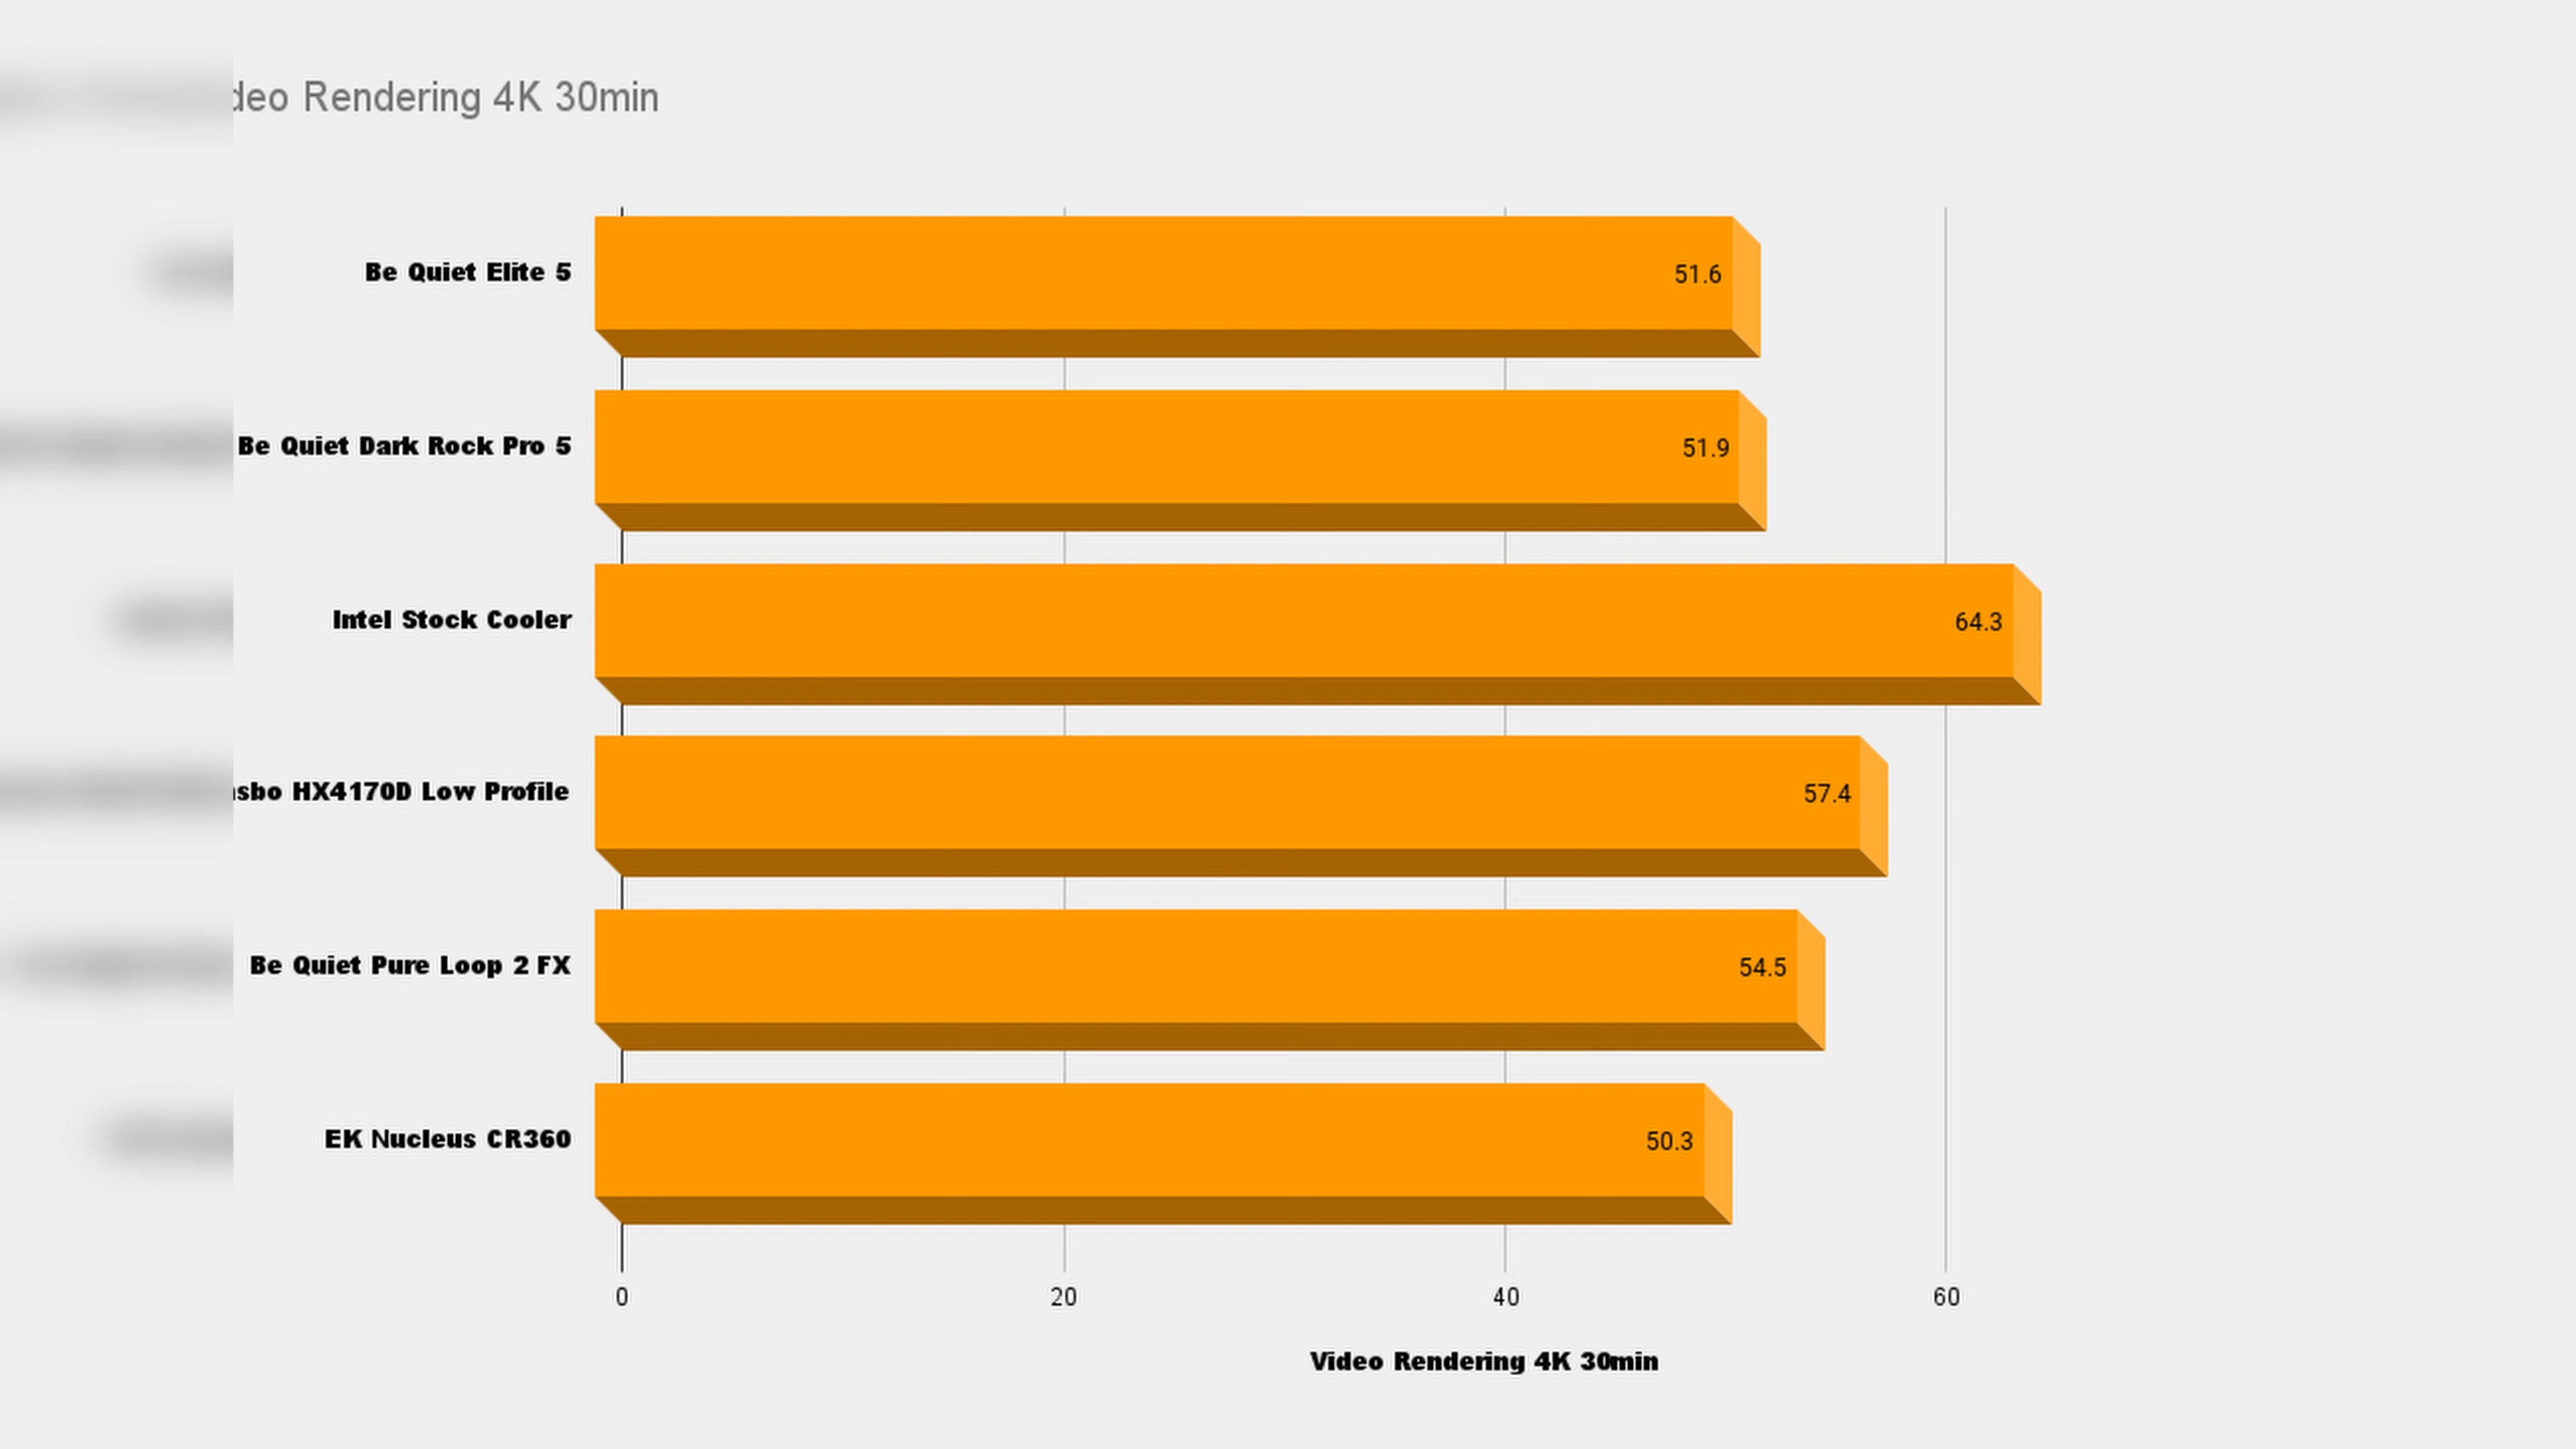 deo Rendering 4K 30min
Be Quiet Elite 5
51.6
Be Quiet Dark Rock Pro 5
51.9
Intel Stock Cooler
64.3
sbo HX4170D Low Profile
57.4
Be Quiet Pure Loop 2 FX
54.5
EK Nucleus CR360
50.3
0 20 40 60
Video Rendering 4K 30min